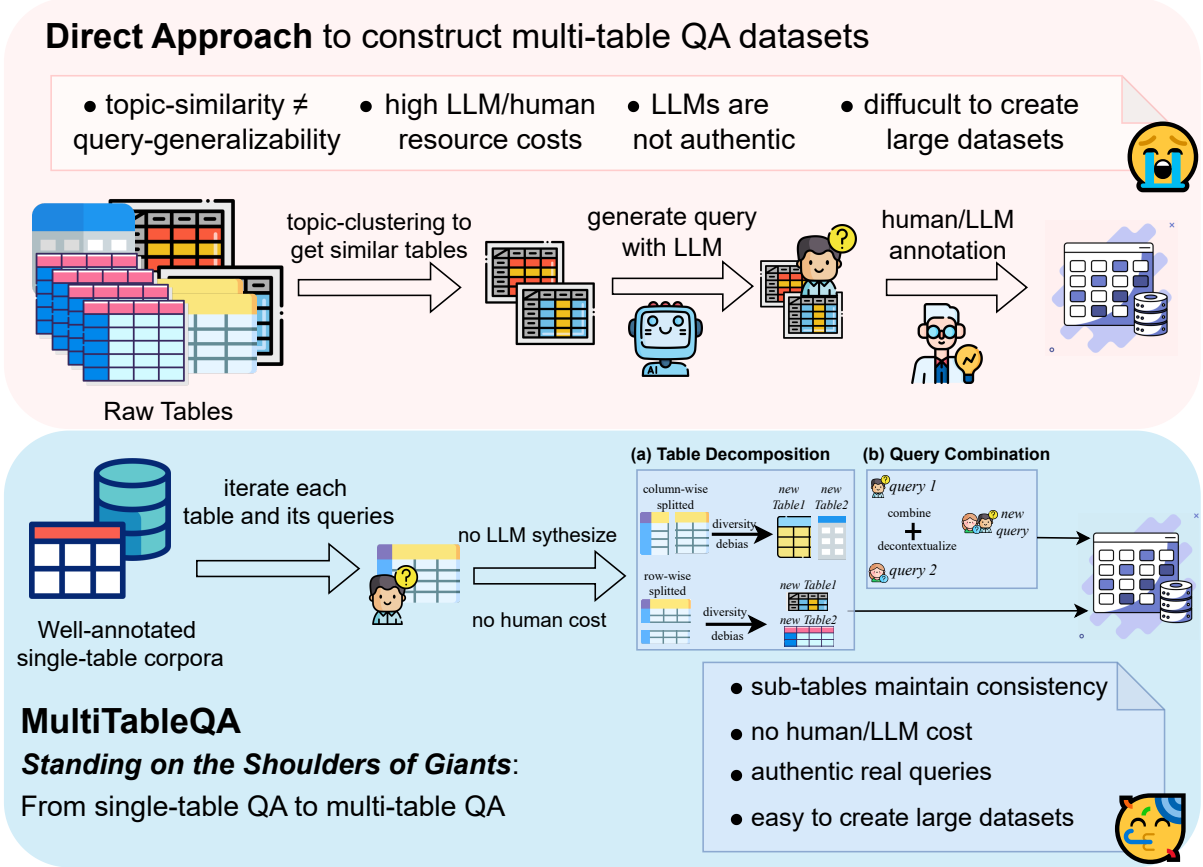 Direct Approach to construct multi-table QA datasets
● topic-similarity ≠
query-generalizability
● high LLM/human
resource costs
● LLMs are
not authentic
● diffucult to create
large datasets
topic-clustering to
get similar tables
generate query
with LLM
human/LLM
annotation
?
AI
Raw Tables
(a) Table Decomposition
(b) Query Combination
iterate each
table and its queries
?
no LLM sythesize
no human cost
column-wise
splitted
diversity
debias
new
Table1
new
Table2
row-wise
splitted
diversity
debias
new Table1
new Table2
query 1
combine
+
decontextualize
new
query
query 2
Well-annotated
single-table corpora
MultiTableQA
Standing on the Shoulders of Giants:
From single-table QA to multi-table QA
● sub-tables maintain consistency
● no human/LLM cost
● authentic real queries
● easy to create large datasets